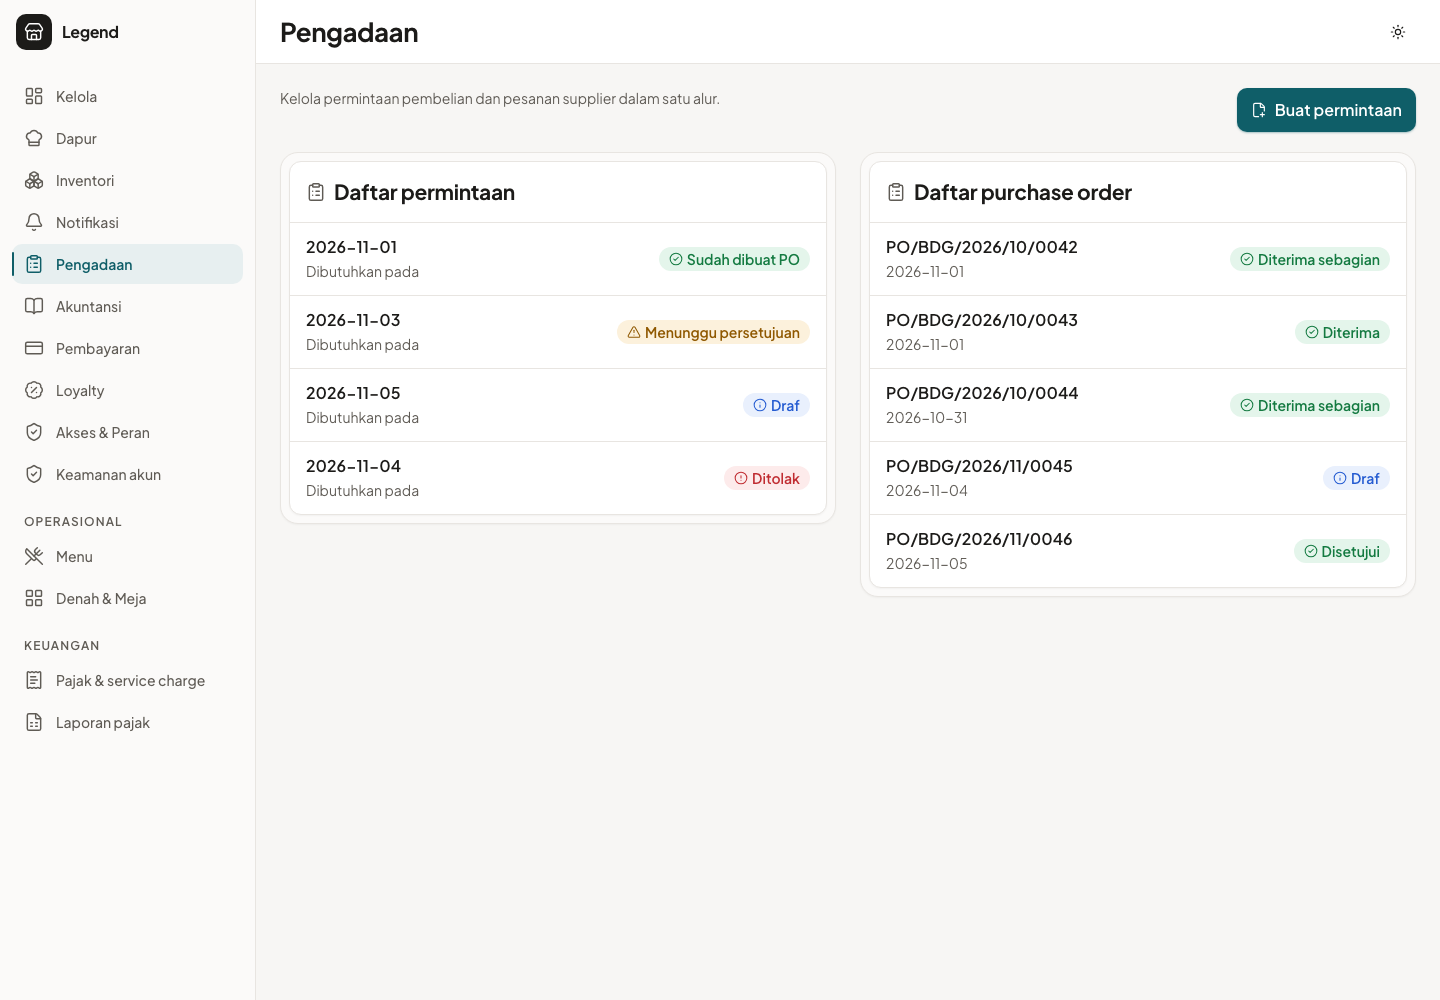 Legend
Kelola
Dapur
Inventori
Notifikasi
Pengadaan
Akuntansi
Pembayaran
Loyalty
Akses & Peran
Keamanan akun
OPERASIONAL
Menu
Denah & Meja
KEUANGAN
Pajak & service charge
Laporan pajak
Pengadaan
Kelola permintaan pembelian dan pesanan supplier dalam satu alur.
Buat permintaan
Daftar permintaan
2026-11-01
Dibutuhkan pada
Sudah dibuat PO
2026-11-03
Dibutuhkan pada
Menunggu persetujuan
2026-11-05
Dibutuhkan pada
Draf
2026-11-04
Dibutuhkan pada
Ditolak
Daftar purchase order
PO/BDG/2026/10/0042
2026-11-01
Diterima sebagian
PO/BDG/2026/10/0043
2026-11-01
Diterima
PO/BDG/2026/10/0044
2026-10-31
Diterima sebagian
PO/BDG/2026/11/0045
2026-11-04
Draf
PO/BDG/2026/11/0046
2026-11-05
Disetujui